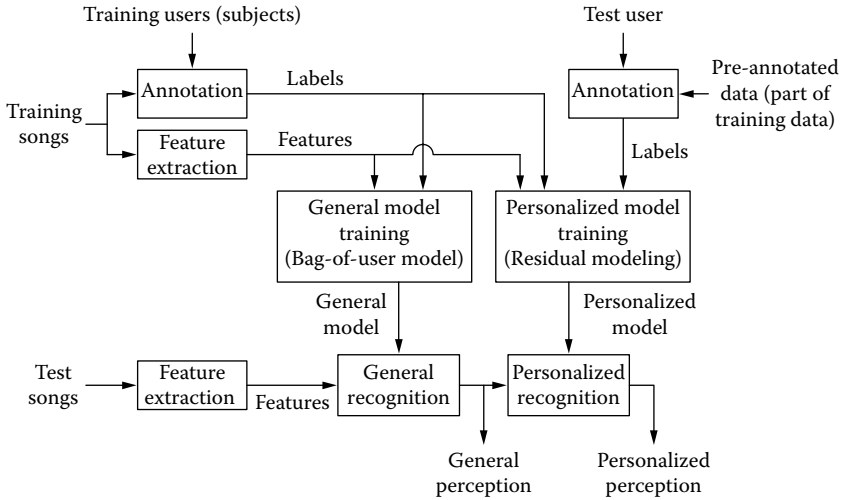 Training users (subjects)
Test user
Annotation
Labels
Annotation
Pre-annotated
data (part of
training data)
Training
songs
Feature
extraction
Features
Labels
General model
training
(Bag-of-user model)
Personalized model
training
(Residual modeling)
General
model
Personalized
model
Test
songs
Feature
extraction
Features
General
recognition
Personalized
recognition
General
perception
Personalized
perception